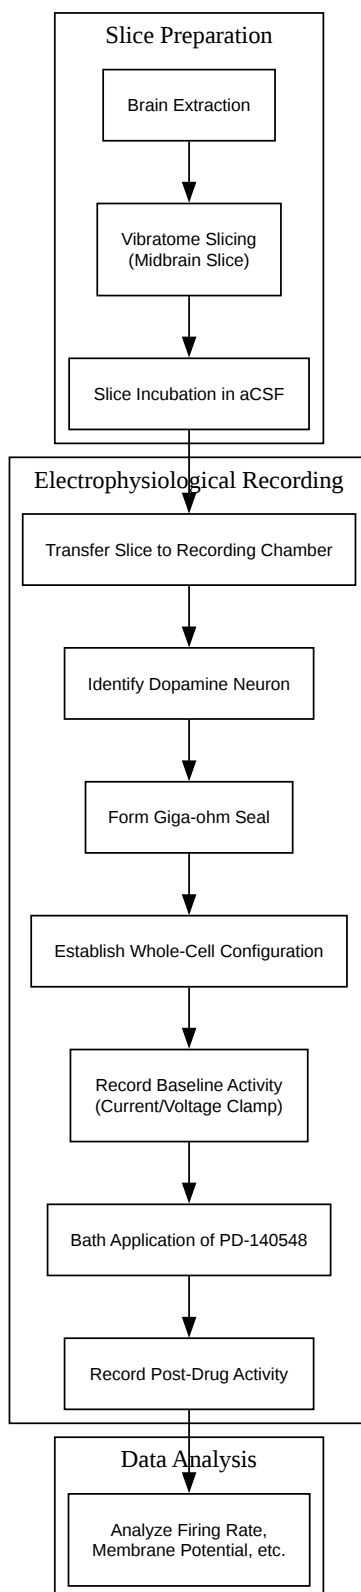 Slice Preparation
Brain Extraction
Vibratome Slicing
(Midbrain Slice)
Slice Incubation in aCSF
Electrophysiological Recording
Transfer Slice to Recording Chamber
Identify Dopamine Neuron
Form Giga-ohm Seal
Establish Whole-Cell Configuration
Record Baseline Activity
(Current/Voltage Clamp)
Bath Application of PD-140548
Record Post-Drug Activity
Data Analysis
Analyze Firing Rate,
Membrane Potential, etc.